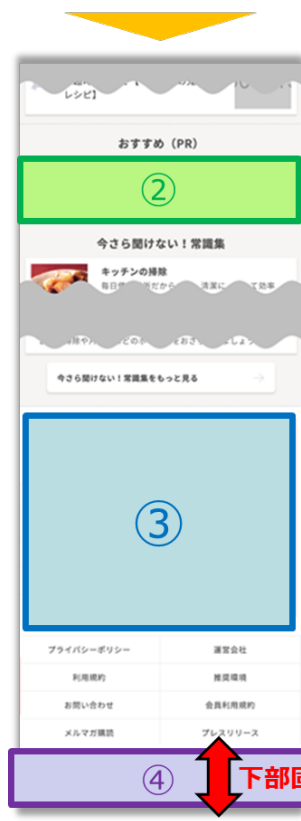 レシピ】
おすすめ（PR）
②
今さら聞けない！常識集
キッチンの掃除
今さら聞けない！常識集をもっと見る →
③
プライバシーポリシー 運営会社
利用規約 推奨環境
お問い合わせ 会員利用規約
メルマガ購読 プレスリリース
④ 下部固